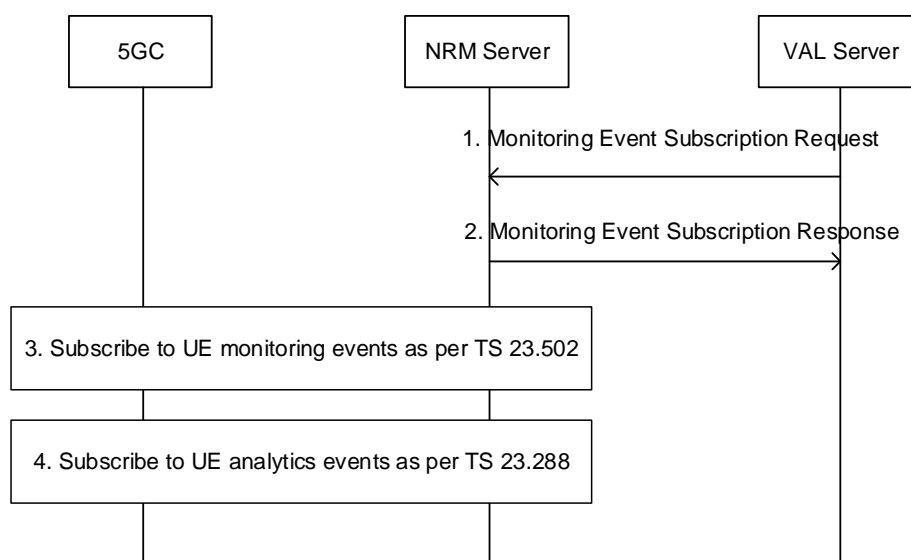 5GC
NRM Server
VAL Server
1. Monitoring Event Subscription Request
2. Monitoring Event Subscription Response
3. Subscribe to UE monitoring events as per TS 23.502
4. Subscribe to UE analytics events as per TS 23.288